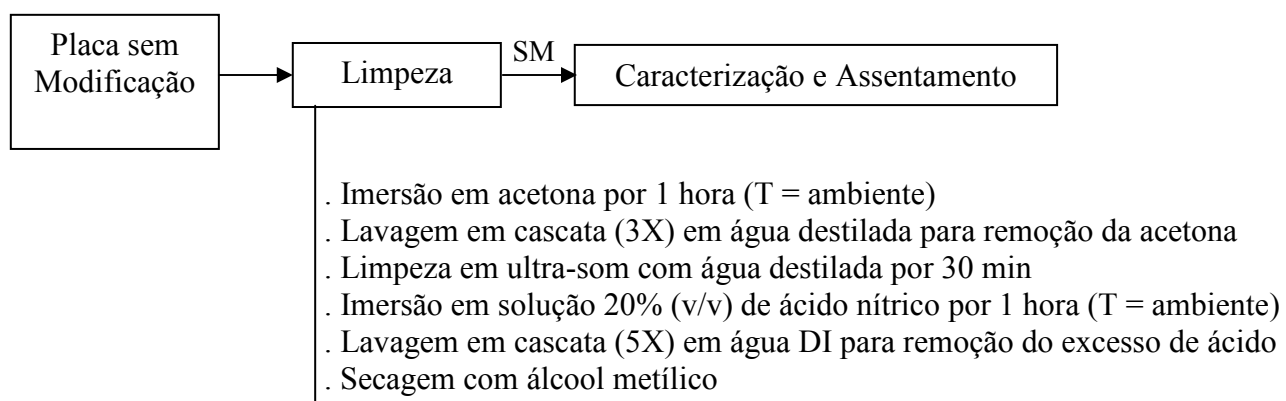 Placa sem
Modificação
Limpeza
SM
Caracterização e Assentamento
. Imersão em acetona por 1 hora (T = ambiente)
. Lavagem em cascata (3X) em água destilada para remoção da acetona
. Limpeza em ultra-som com água destilada por 30 min
. Imersão em solução 20% (v/v) de ácido nítrico por 1 hora (T = ambiente)
. Lavagem em cascata (5X) em água DI para remoção do excesso de ácido
. Secagem com álcool metílico